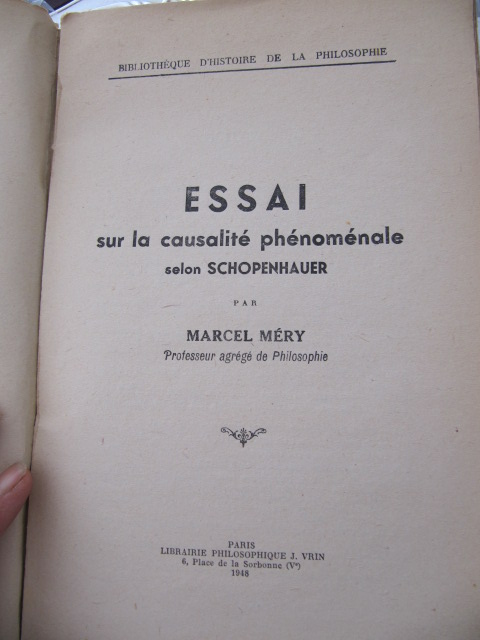 BIBLIOTHÈQUE D'HISTOIRE DE LA PHILOSOPHIE
ESSAI
sur la causalité phénoménale
selon SCHOPENHAUER
PAR
MARCEL MÉRY
Professeur agrégé de Philosophie
PARIS
LIBRAIRIE PHILOSOPHIQUE J. VRIN
6, Place de la Sorbonne (Vᵉ)
1948